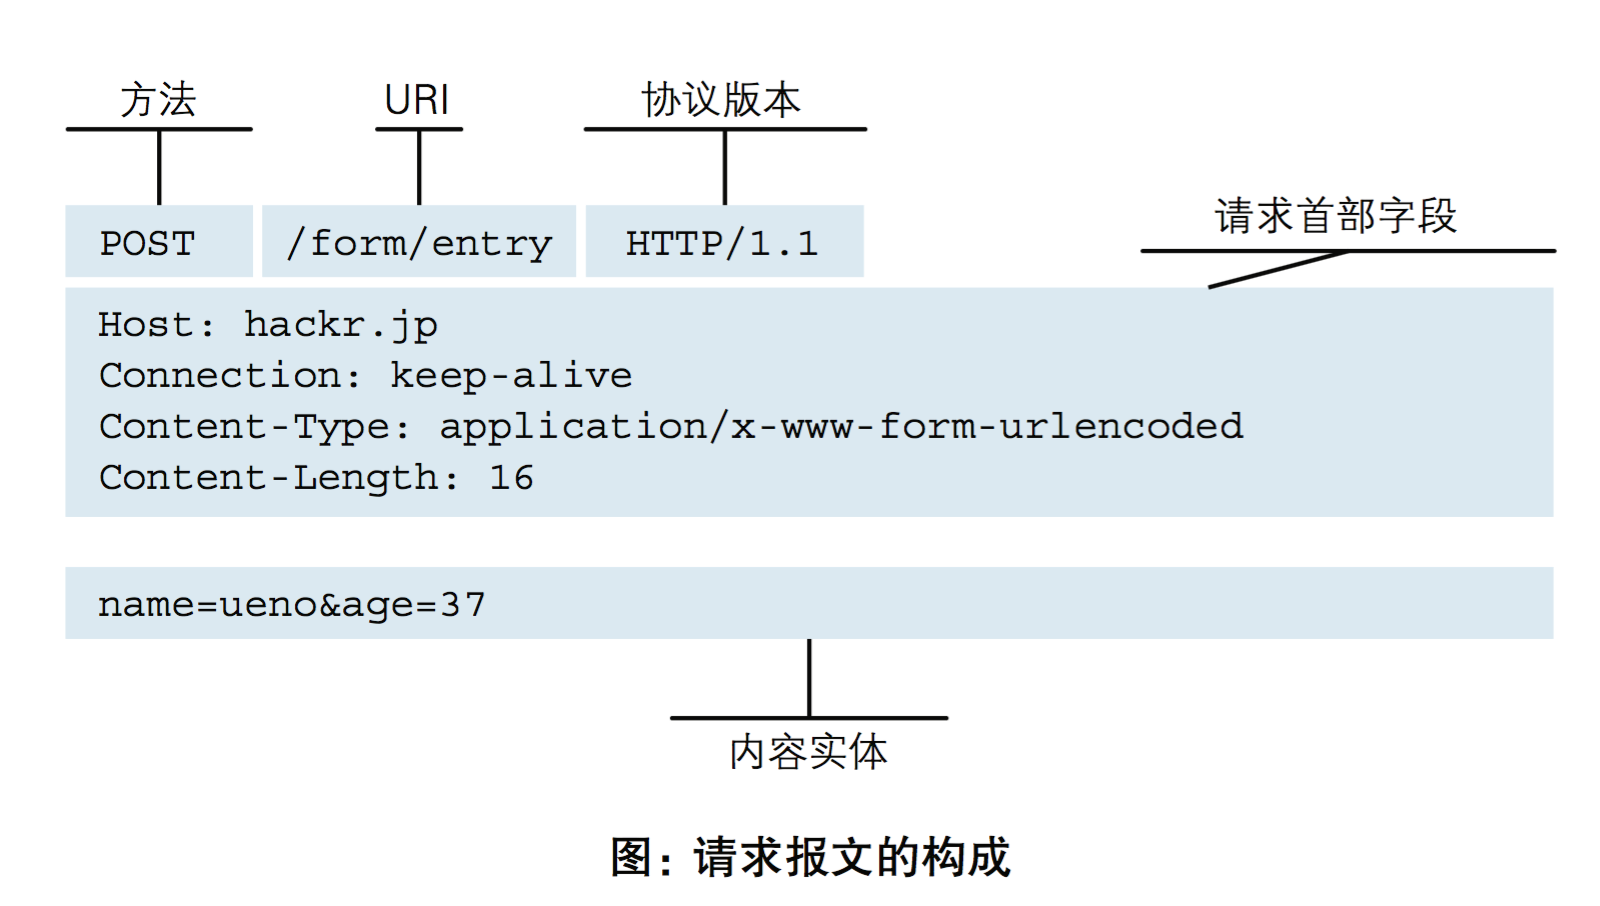 方法 URI 协议版本
POST /form/entry HTTP/1.1
请求首部字段
Host: hackr.jp
Connection: keep-alive
Content-Type: application/x-www-form-urlencoded
Content-Length: 16
name=ueno&age=37
内容实体
图：请求报文的构成